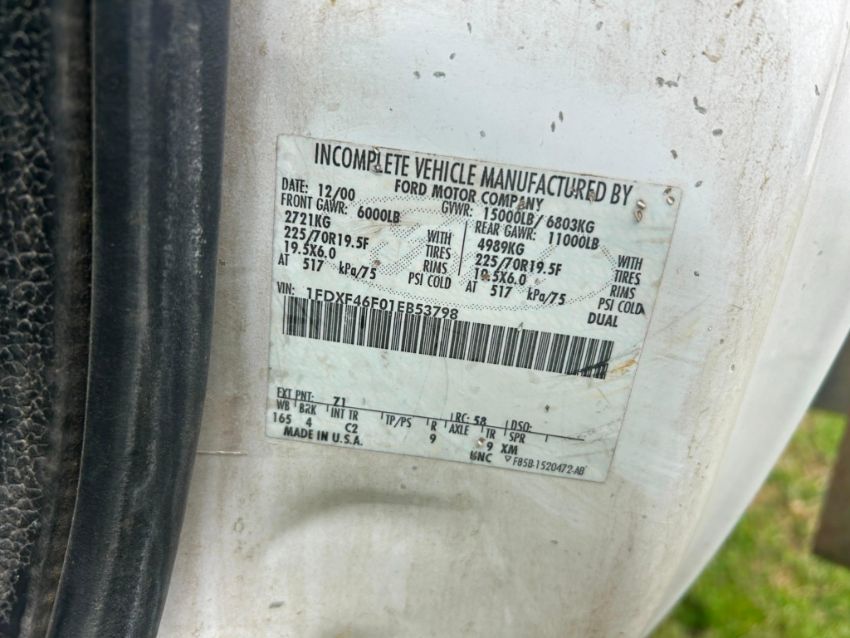 INCOMPLETE VEHICLE MANUFACTURED BY
FORD MOTOR COMPANY
DATE: 12/00 GVWR: 15000LB/ 6803KG
FRONT GAWR: 6000LB REAR GAWR: 11000LB
2721KG WITH 4989KG WITH
225/70R19.5F TIRES 225/70R19.5F TIRES
19.5X6.0 RIMS 19.5X6.0 RIMS
AT 517 kPa/75 PSI COLD AT 517 kPa/75 PSI COLD
DUAL
VIN: 1FDXF46F01EB53798
EXT PNT: Z1 RC: 58 DSO:
WB BRK INT TR TP/PS R AXLE TR SPR
165 4 C2 9 9 XM
MADE IN U.S.A. F85B-1520472-AB